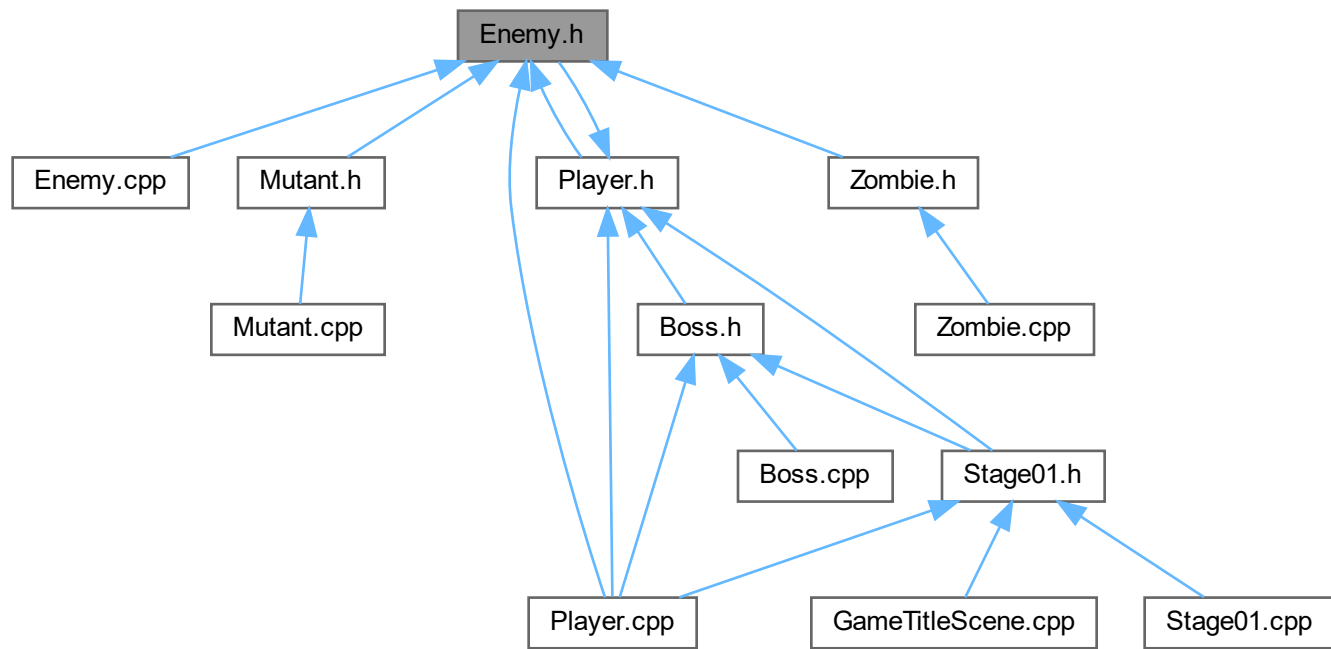 Enemy.h
Enemy.cpp
Mutant.h
Player.h
Zombie.h
Mutant.cpp
Boss.h
Zombie.cpp
Boss.cpp
Stage01.h
Player.cpp
GameTitleScene.cpp
Stage01.cpp